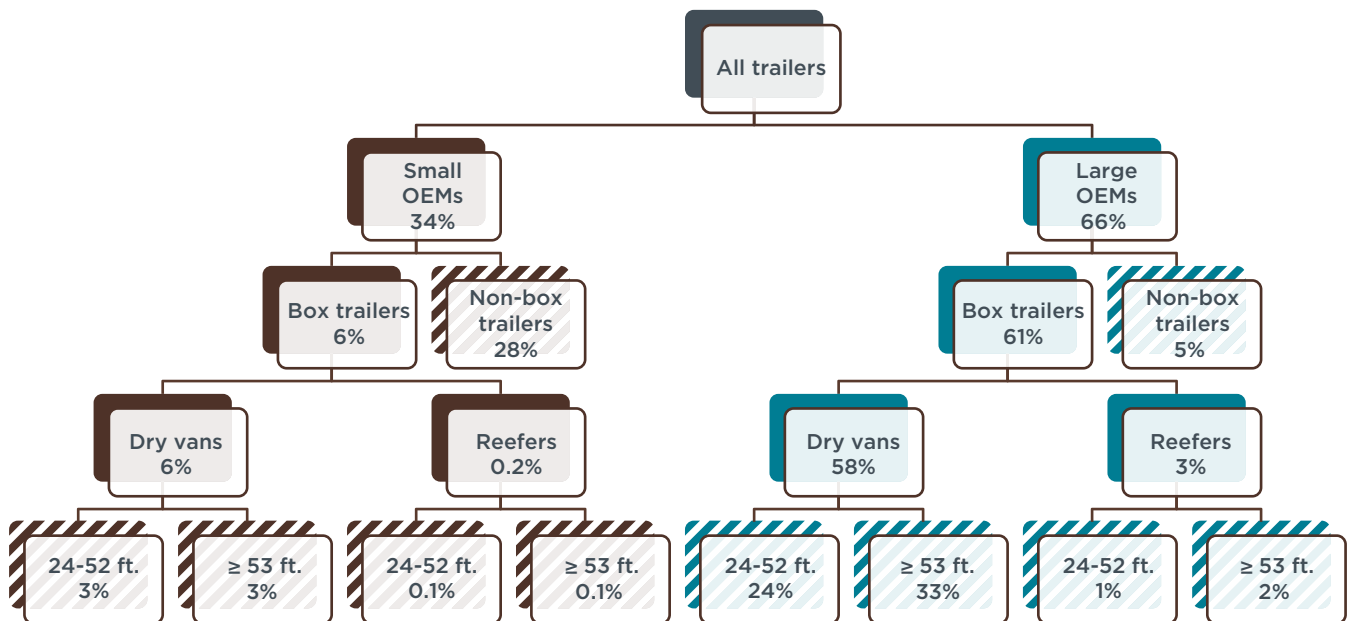 All trailers
Small
OEMs
34%
Large
OEMs
66%
Box trailers
6%
Non-box
trailers
28%
Box trailers
61%
Non-box
trailers
5%
Dry vans
6%
Reefers
0.2%
Dry vans
58%
Reefers
3%
24-52 ft.
3%
≥ 53 ft.
3%
24-52 ft.
0.1%
≥ 53 ft.
0.1%
24-52 ft.
24%
≥ 53 ft.
33%
24-52 ft.
1%
≥ 53 ft.
2%